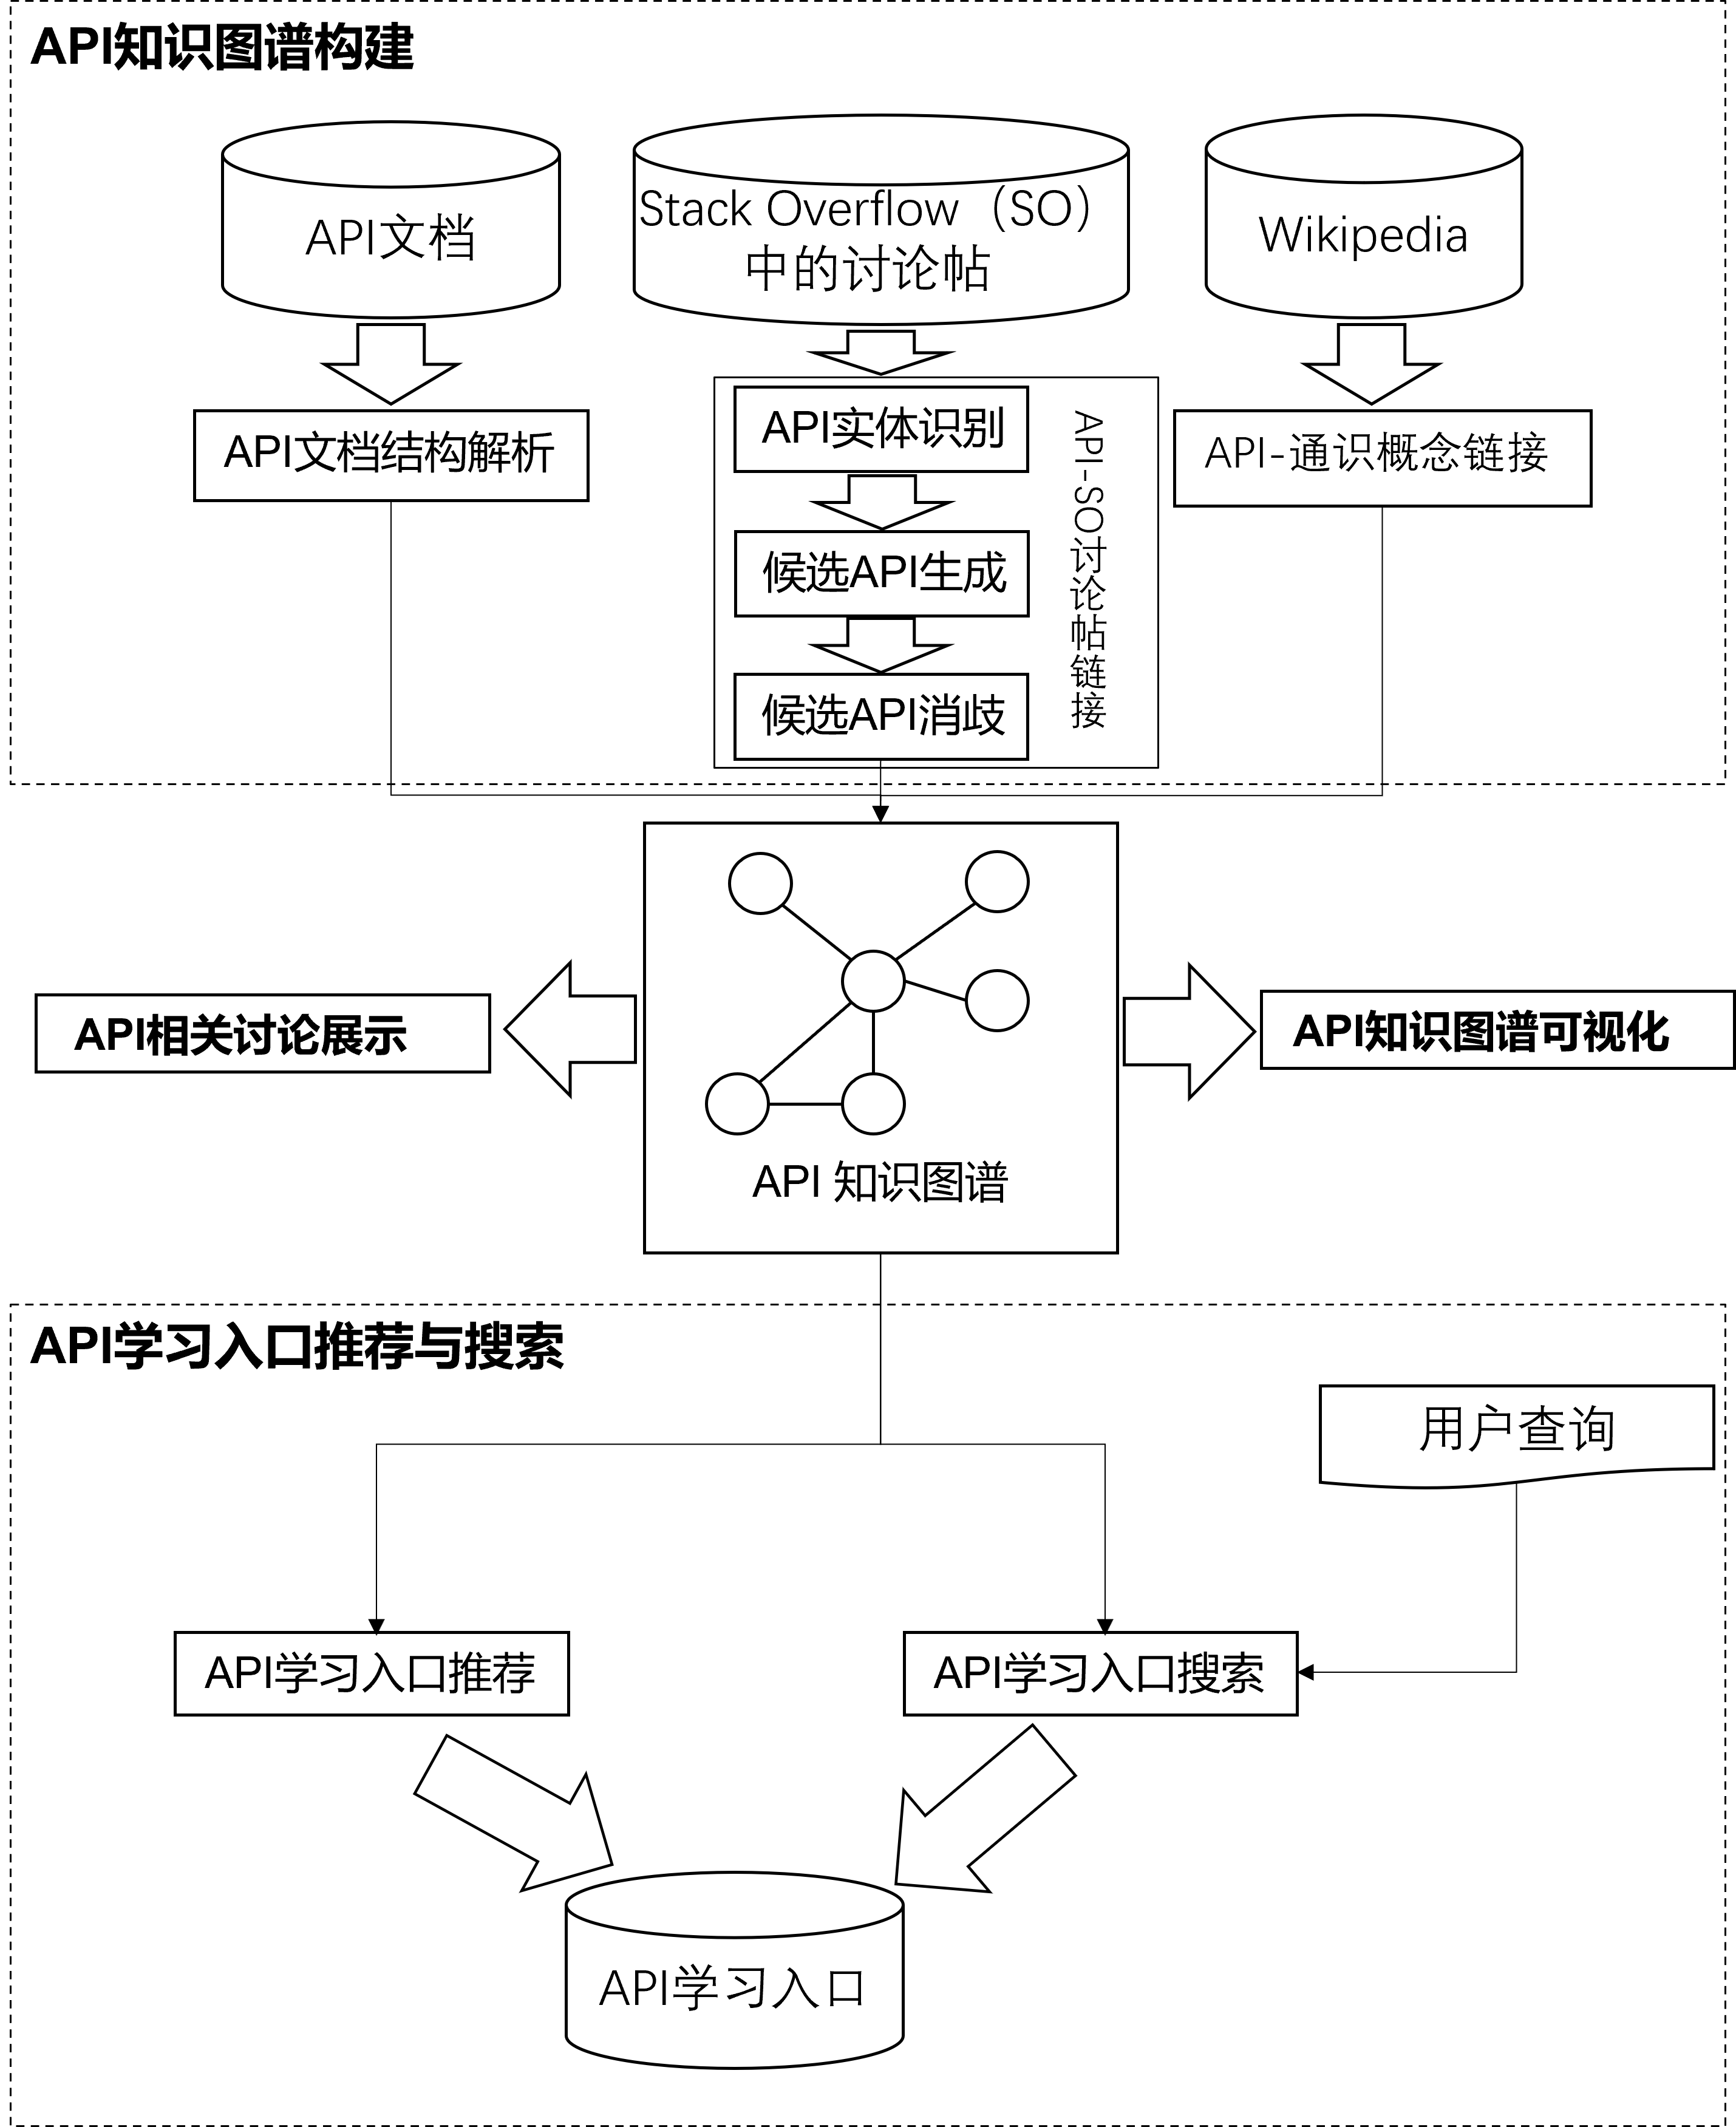 API知识图谱构建
API文档
Stack Overflow（SO）
中的讨论帖
Wikipedia
API文档结构解析
API实体识别
候选API生成
候选API消歧
API-SO讨论帖链接
API-通识概念链接
API 知识图谱
API相关讨论展示
API知识图谱可视化
API学习入口推荐与搜索
用户查询
API学习入口推荐
API学习入口搜索
API学习入口